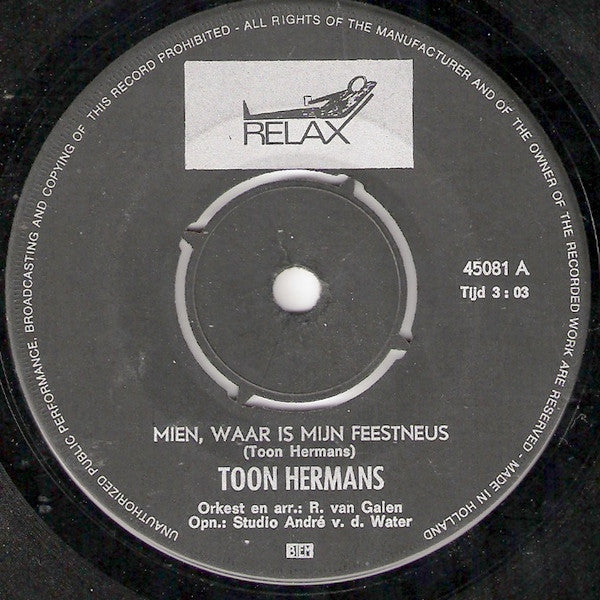 UNAUTHORIZED PUBLIC PERFORMANCE, BROADCASTING AND COPYING OF THIS RECORD PROHIBITED - ALL RIGHTS OF THE MANUFACTURER AND OF THE OWNER OF THE RECORDED WORK ARE RESERVED - MADE IN HOLLAND
RELAX
45081 A
Tijd 3 : 03
MIEN, WAAR IS MIJN FEESTNEUS
(Toon Hermans)
TOON HERMANS
Orkest en arr.: R. van Galen
Opn.: Studio André v. d. Water
BIEM